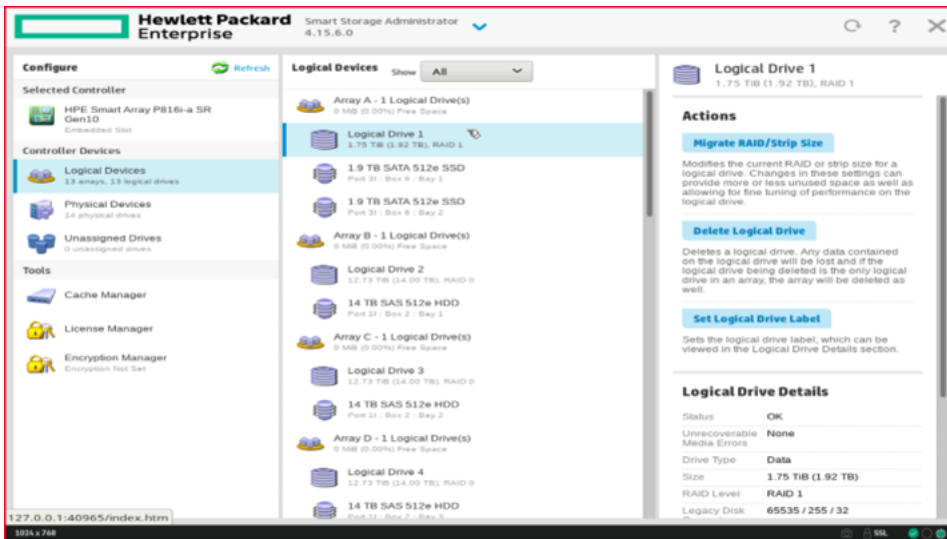 Hewlett Packard
Enterprise
Smart Storage Administrator
4.15.6.0
?
Configure
Refresh
Selected Controller
HPE Smart Array P816i-a SR
Gen10
Embedded Slot
Controller Devices
Logical Devices
13 arrays, 13 logical drives
Physical Devices
14 physical drives
Unassigned Drives
0 unassigned drives
Tools
Cache Manager
License Manager
Encryption Manager
Encryption Not Set
127.0.0.1:40965/index.htm
Logical Devices Show All
Array A - 1 Logical Drive(s)
0 MiB (0.00%) Free Space
Logical Drive 1
1.75 TiB (1.92 TB), RAID 1
1.9 TB SATA 512e SSD
Port 3I : Box 6 : Bay 1
1.9 TB SATA 512e SSD
Port 3I : Box 6 : Bay 2
Array B - 1 Logical Drive(s)
0 MiB (0.00%) Free Space
Logical Drive 2
12.73 TiB (14.00 TB), RAID 0
14 TB SAS 512e HDD
Port 1I : Box 2 : Bay 1
Array C - 1 Logical Drive(s)
0 MiB (0.00%) Free Space
Logical Drive 3
12.73 TiB (14.00 TB), RAID 0
14 TB SAS 512e HDD
Port 1I : Box 2 : Bay 2
Array D - 1 Logical Drive(s)
0 MiB (0.00%) Free Space
Logical Drive 4
12.73 TiB (14.00 TB), RAID 0
14 TB SAS 512e HDD
Port 1I : Box 2 : Bay 3
Logical Drive 1
1.75 TiB (1.92 TB), RAID 1
Actions
Migrate RAID/Strip Size
Modifies the current RAID or strip size for a
logical drive. Changes in these settings can
provide more or less unused space as well as
allowing for fine tuning of performance on the
logical drive.
Delete Logical Drive
Deletes a logical drive. Any data contained
on the logical drive will be lost and if the
logical drive being deleted is the only logical
drive in an array, the array will be deleted as
well.
Set Logical Drive Label
Sets the logical drive label, which can be
viewed in the Logical Drive Details section.
Logical Drive Details
Status OK
Unrecoverable None
Media Errors
Drive Type Data
Size 1.75 TiB (1.92 TB)
RAID Level RAID 1
Legacy Disk 65535 / 255 / 32
1024 x 768
SSL